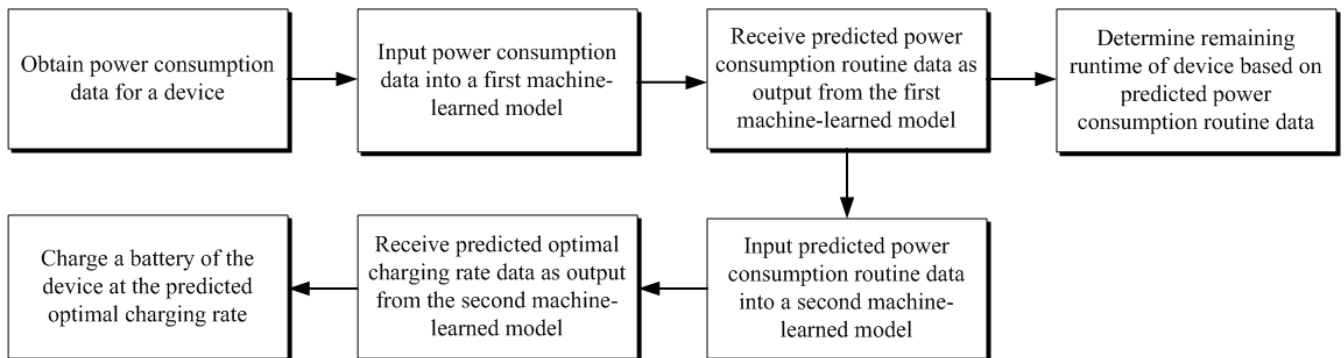 Obtain power consumption
data for a device
Input power consumption
data into a first machine-
learned model
Receive predicted power
consumption routine data as
output from the first
machine-learned model
Determine remaining
runtime of device based on
predicted power
consumption routine data
Input predicted power
consumption routine data
into a second machine-
learned model
Receive predicted optimal
charging rate data as output
from the second machine-
learned model
Charge a battery of the
device at the predicted
optimal charging rate